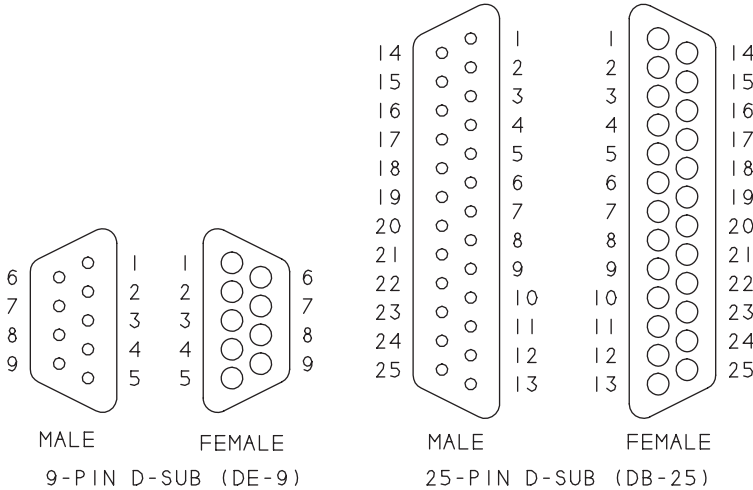 14 15 16 17 18 19 20 21 22 23 24 25
1 2 3 4 5 6 7 8 9 10 11 12 13
1 2 3 4 5 6 7 8 9 10 11 12 13
14 15 16 17 18 19 20 21 22 23 24 25
6 7 8 9
1 2 3 4 5
1 2 3 4 5
6 7 8 9
MALE
FEMALE
MALE
FEMALE
9-PIN D-SUB (DE-9)
25-PIN D-SUB (DB-25)